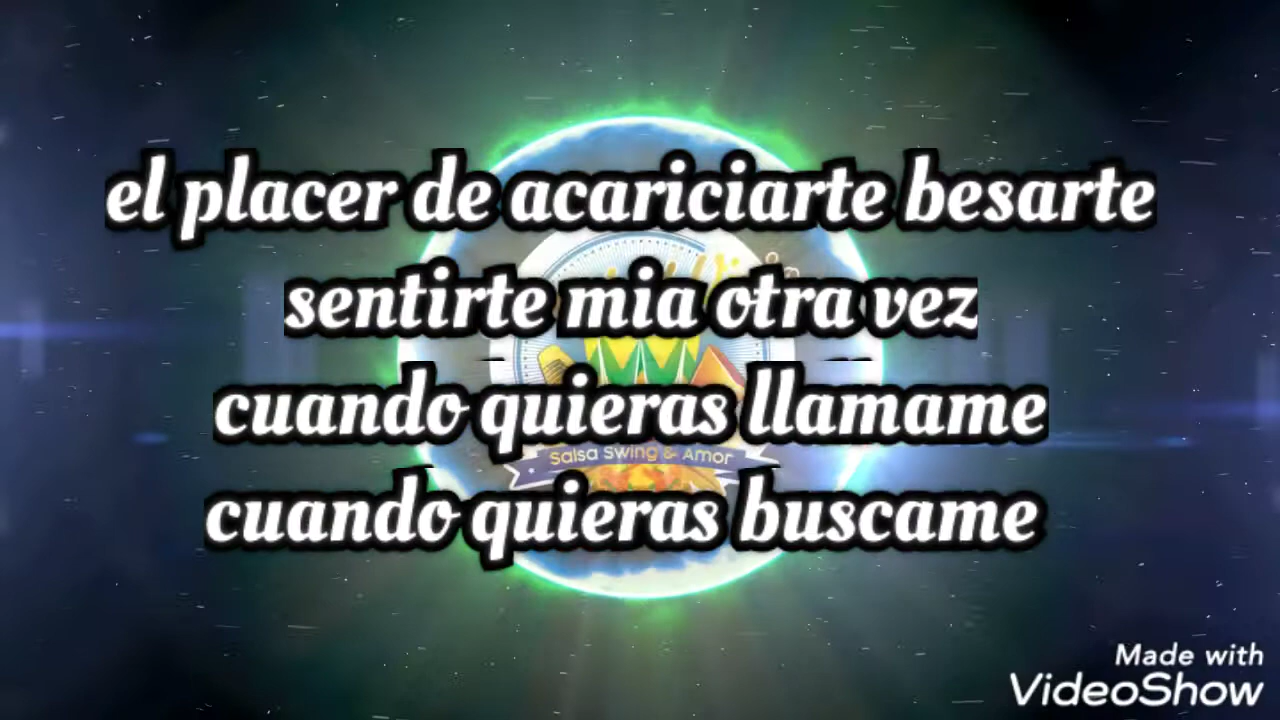 el placer de acariciarte besarte
sentirte mia otra vez
cuando quieras llamame
Salsa Swing & Amor
cuando quieras buscame
Made with
VideoShow